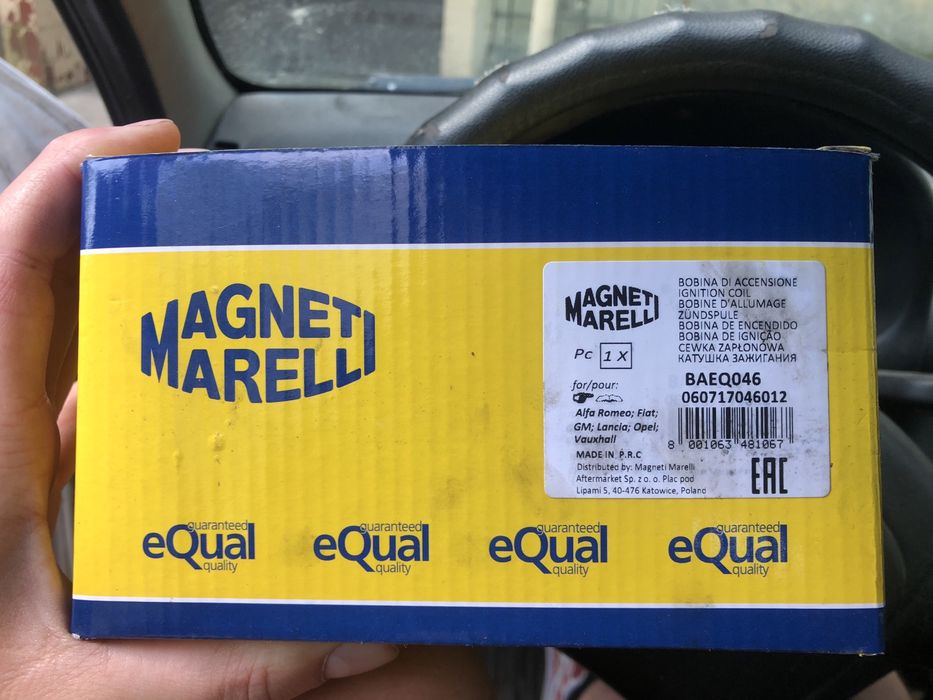 MAGNETI
MARELLI
MAGNETI
MARELLI
Pc 1 X
for/pour:
Alfa Romeo; Fiat;
GM; Lancia; Opel;
Vauxhall
MADE IN P.R.C
Distributed by: Magneti Marelli
Aftermarket Sp. z o. o. Plac pod
Lipami 5, 40-476 Katowice, Poland
BOBINA DI ACCENSIONE
IGNITION COIL
BOBINE D'ALLUMAGE
ZÜNDSPULE
BOBINA DE ENCENDIDO
BOBINA DE IGNIÇÃO
CEWKA ZAPŁONOWA
КАТУШКА ЗАЖИГАНИЯ
BAEQ046
060717046012
8 001063 481067
EAC
guaranteed
eQual
quality
guaranteed
eQual
quality
guaranteed
eQual
quality
guaranteed
eQual
quality